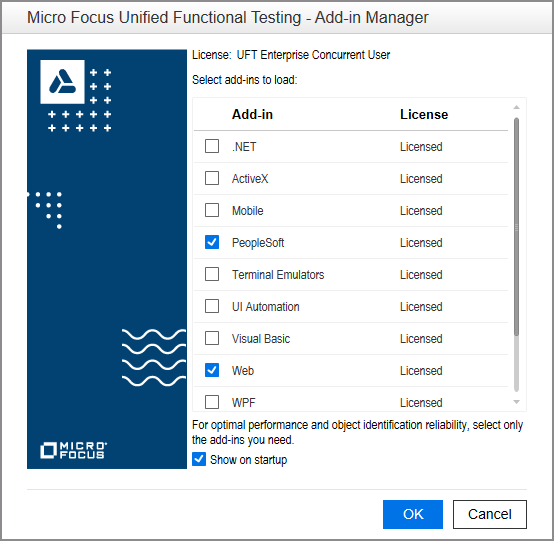 Micro Focus Unified Functional Testing - Add-in Manager
License: UFT Enterprise Concurrent User
Select add-ins to load:
Add-in License
.NET Licensed
ActiveX Licensed
Mobile Licensed
PeopleSoft Licensed
Terminal Emulators Licensed
UI Automation Licensed
Visual Basic Licensed
Web Licensed
WPF Licensed
For optimal performance and object identification reliability, select only
the add-ins you need.
Show on startup
MICRO
FOCUS
OK Cancel